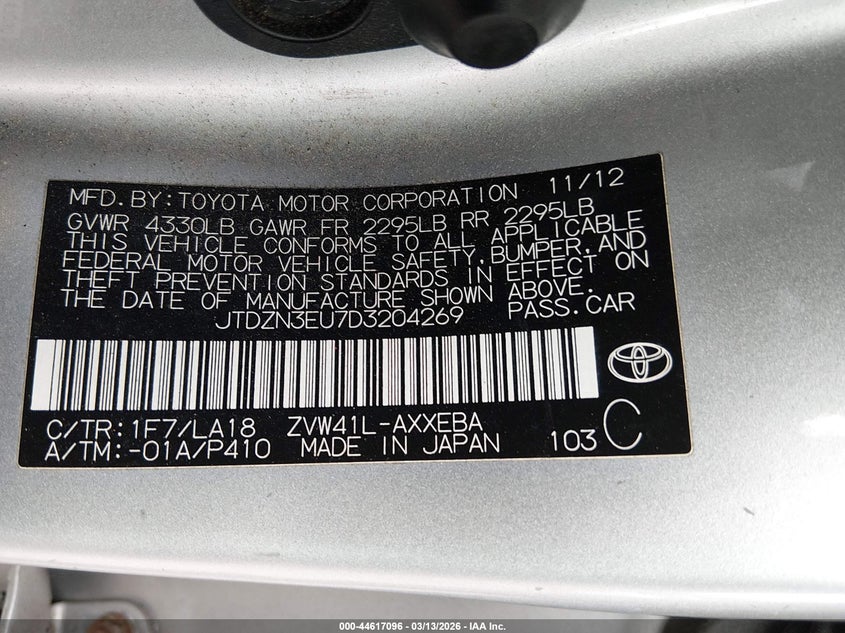 MFD. BY: TOYOTA MOTOR CORPORATION 11/12
GVWR 4330LB GAWR FR 2295LB RR 2295LB
THIS VEHICLE CONFORMS TO ALL APPLICABLE
FEDERAL MOTOR VEHICLE SAFETY, BUMPER, AND
THEFT PREVENTION STANDARDS IN EFFECT ON
THE DATE OF MANUFACTURE SHOWN ABOVE.
JTDZN3EU7D3204269 PASS. CAR
C/TR: 1F7/LA18 ZVW41L-AXXEBA
A/TM: -01A/P410 MADE IN JAPAN 103 C
000-44617096 — 03/13/2026 — IAA Inc.